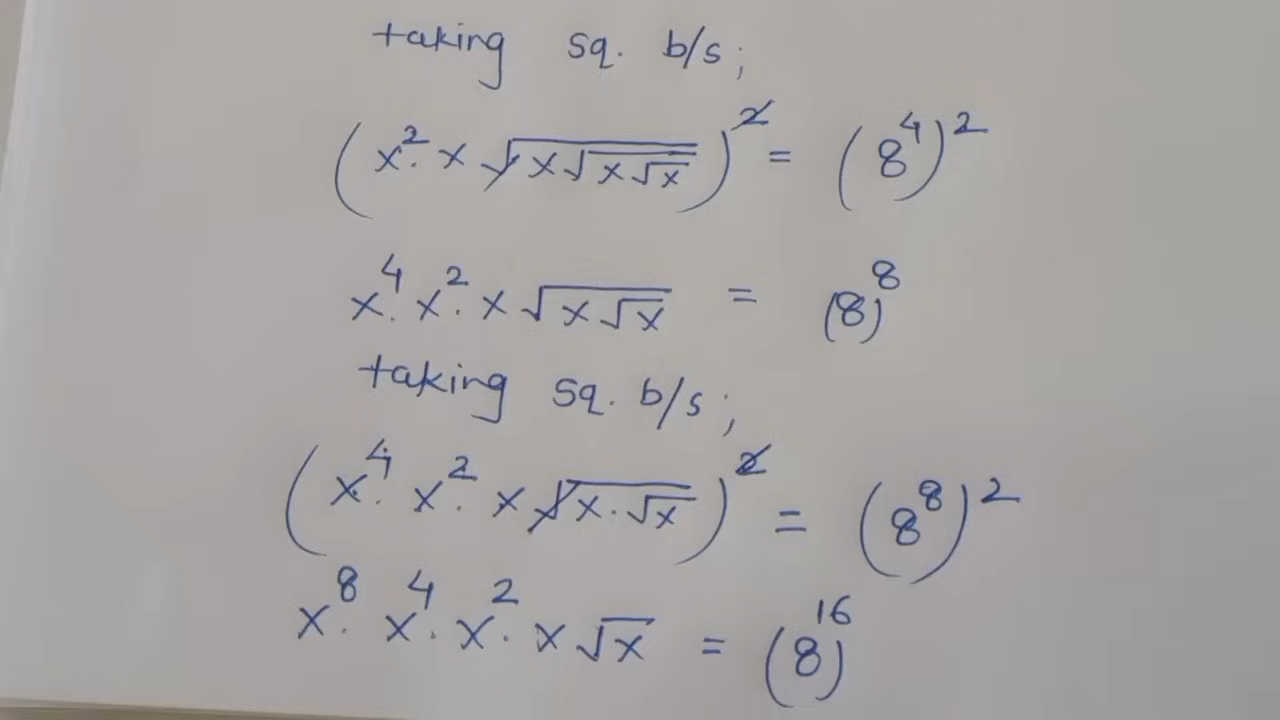 taking sq. b/s;
(x². x √(x√(x√x)))² = (8⁴)²
x⁴. x². x √(x√x) = (8)⁸
taking sq. b/s;
(x⁴. x². x √(x.√x))² = (8⁸)²
x⁸. x⁴. x². x √x = (8)¹⁶